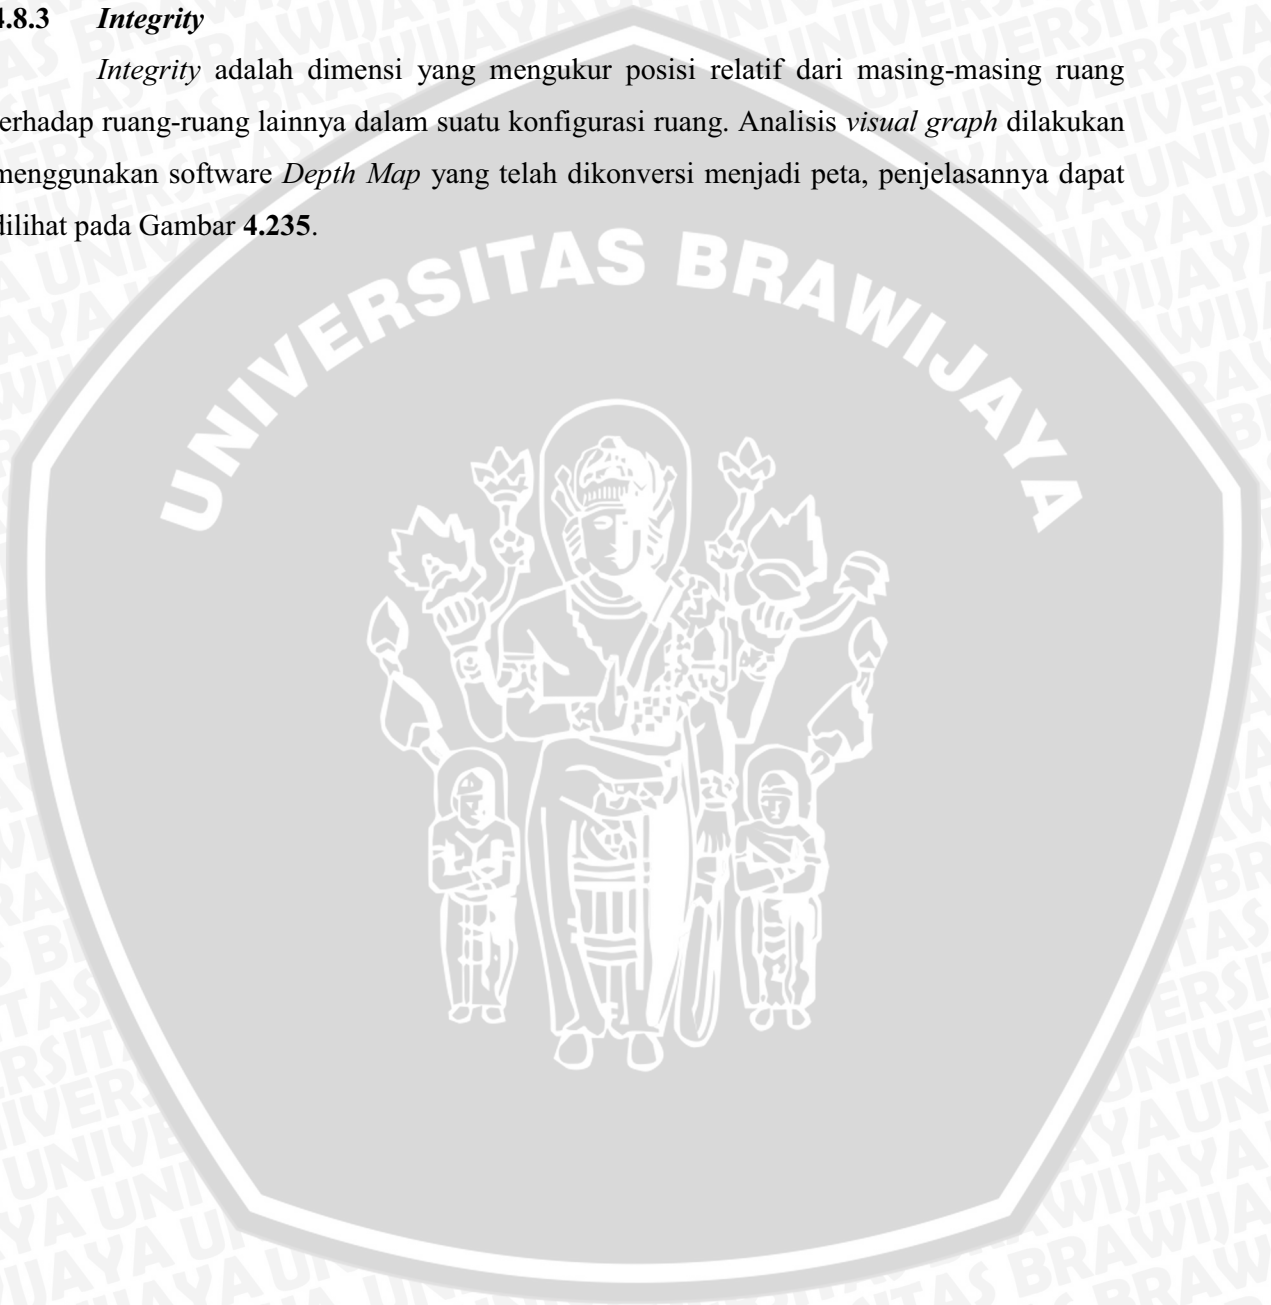 4.8.3 Integrity
Integrity adalah dimensi yang mengukur posisi relatif dari masing-masing ruang
terhadap ruang-ruang lainnya dalam suatu konfigurasi ruang. Analisis visual graph dilakukan
menggunakan software Depth Map yang telah dikonversi menjadi peta, penjelasannya dapat
dilihat pada Gambar 4.235.
UNIVERSITAS BRAWIJAYA